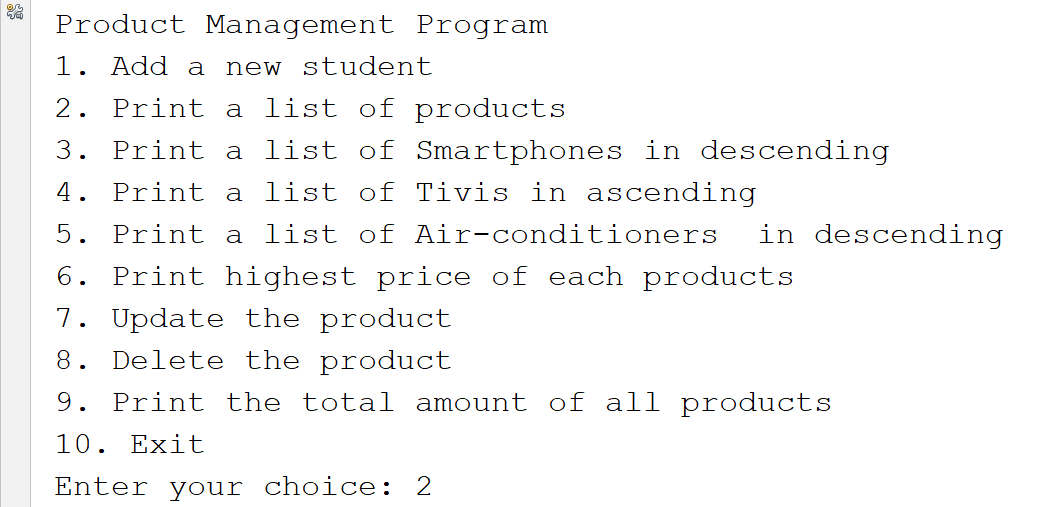 Product Management Program
1. Add a new student
2. Print a list of products
3. Print a list of Smartphones in descending
4. Print a list of Tivis in ascending
5. Print a list of Air-conditioners  in descending
6. Print highest price of each products
7. Update the product
8. Delete the product
9. Print the total amount of all products
10. Exit
Enter your choice: 2